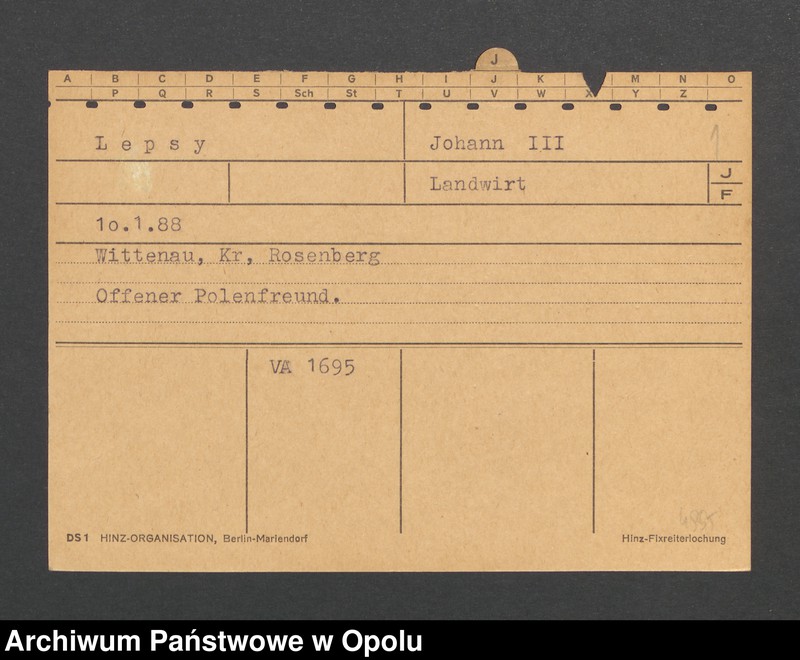 J
A B C D E F G H I J K M N O
P Q R S Sch St T U V W X Y Z
Lepsy Johann III 1
Landwirt J
F
1o.1.88
Wittenau, Kr, Rosenberg
Offener Polenfreund.
VA 1695
DS1 HINZ-ORGANISATION, Berlin-Mariendorf Hinz-Fixreiterlochung
Archiwum Państwowe w Opolu